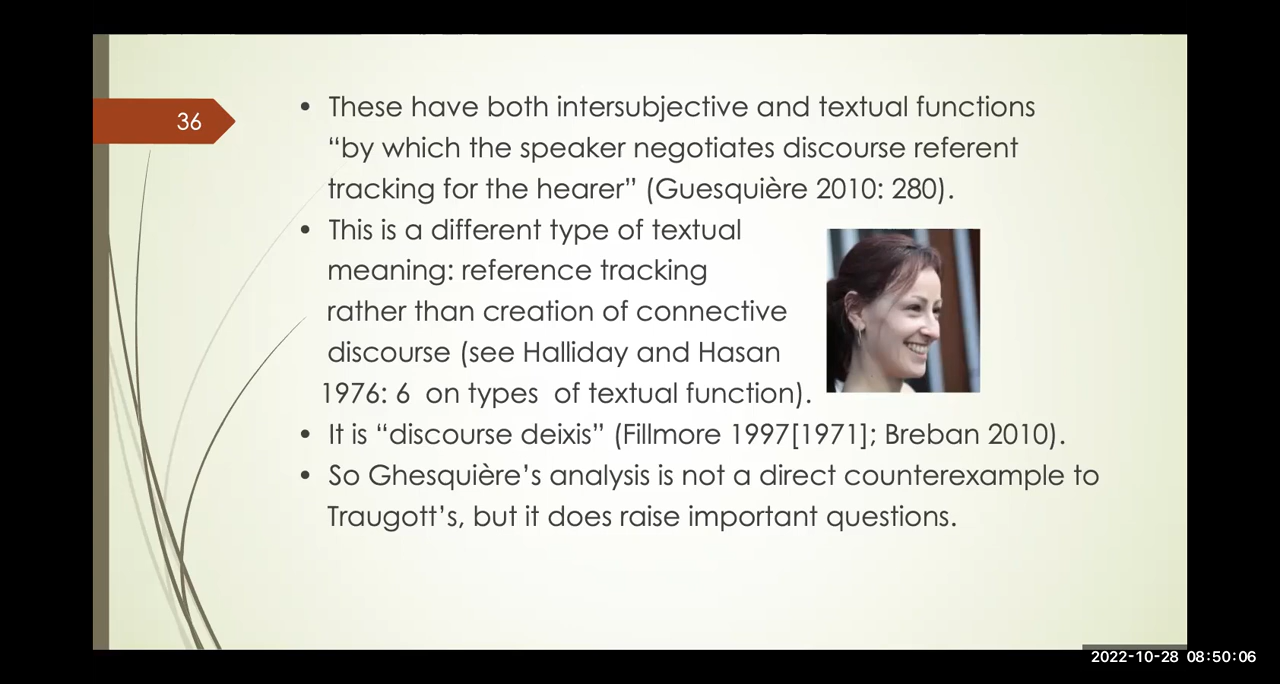 36
• These have both intersubjective and textual functions
“by which the speaker negotiates discourse referent
tracking for the hearer” (Guesquière 2010: 280).
• This is a different type of textual
meaning: reference tracking
rather than creation of connective
discourse (see Halliday and Hasan
1976: 6 on types of textual function).
• It is “discourse deixis” (Fillmore 1997[1971]; Breban 2010).
• So Ghesquière’s analysis is not a direct counterexample to
Traugott’s, but it does raise important questions.
2022-10-28 08:50:06